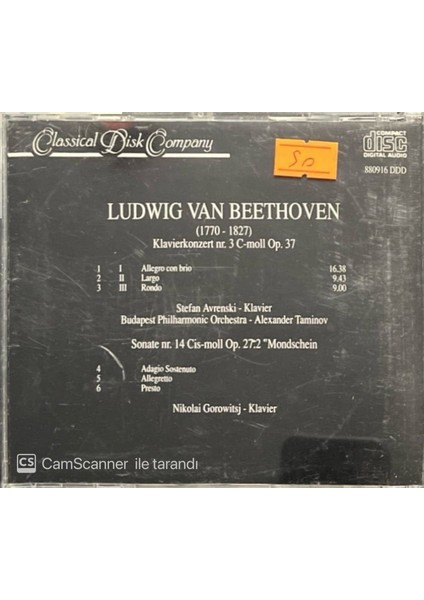 Classical Disk Company
50
COMPACT
disc
DIGITAL AUDIO
880916 DDD
LUDWIG VAN BEETHOVEN
(1770 - 1827)
Klavierkonzert nr. 3 C-moll Op. 37
1 I Allegro con brio 16.38
2 II Largo 9.43
3 III Rondo 9.00
Stefan Avrenski - Klavier
Budapest Philharmonic Orchestra - Alexander Taminov
Sonate nr. 14 Cis-moll Op. 27:2 "Mondschein
4 Adagio Sostenuto
5 Allegretto
6 Presto
Nikolai Gorowitsj - Klavier
CS CamScanner ile tarandı